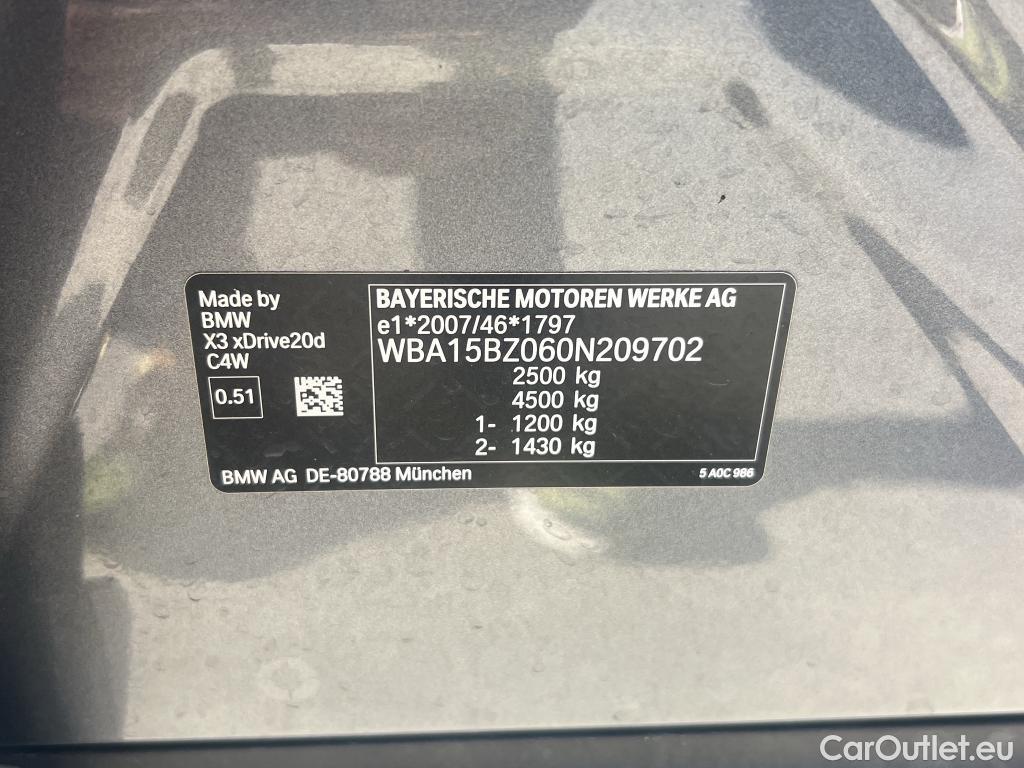 Made by
BMW
X3 xDrive20d
C4W
0.51
BAYERISCHE MOTOREN WERKE AG
e1*2007/46*1797
WBA15BZ060N209702
2500 kg
4500 kg
1- 1200 kg
2- 1430 kg
BMW AG DE-80788 München
5 A0C 986
CarOutlet.eu